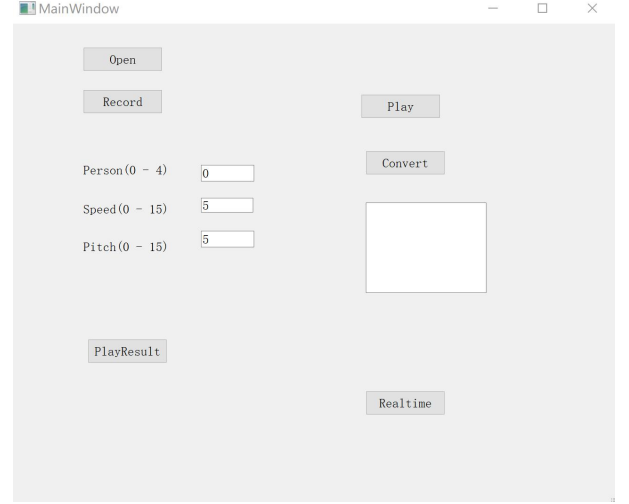 MainWindow
Open
Record
Play
Convert
Person(0 - 4) 0
Speed(0 - 15) 5
Pitch(0 - 15) 5
PlayResult
Realtime